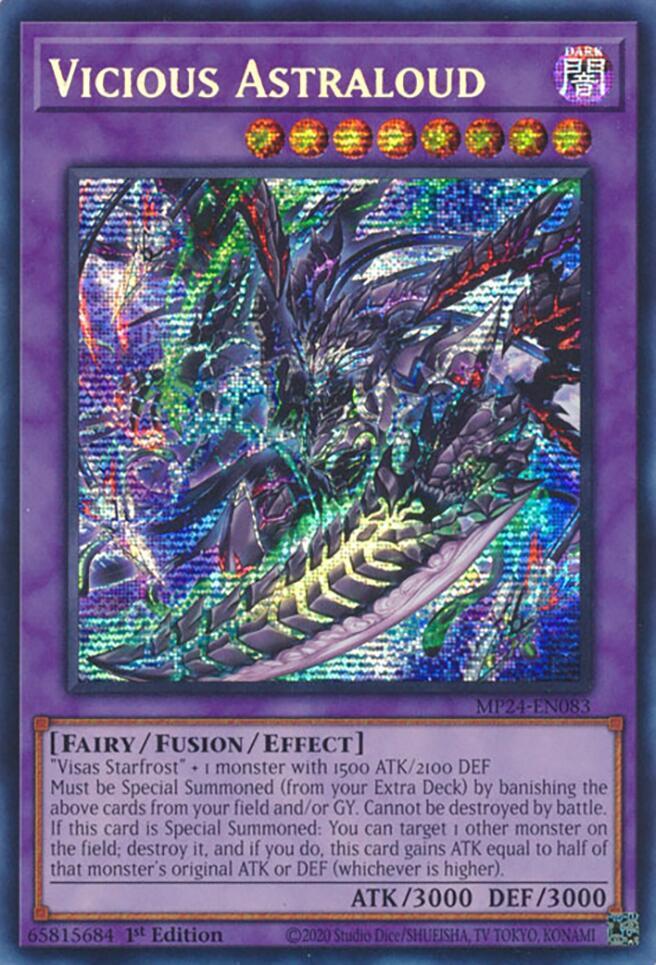 VICIOUS ASTRALOUD
DARK
闇
MP24-EN083
[FAIRY/FUSION/EFFECT]
"Visas Starfrost" + 1 monster with 1500 ATK/2100 DEF
Must be Special Summoned (from your Extra Deck) by banishing the
above cards from your field and/or GY. Cannot be destroyed by battle.
If this card is Special Summoned: You can target 1 other monster on
the field; destroy it, and if you do, this card gains ATK equal to half of
that monster's original ATK or DEF (whichever is higher).
ATK/3000 DEF/3000
65815684 1st Edition ©2020 Studio Dice/SHUEISHA, TV TOKYO, KONAMI